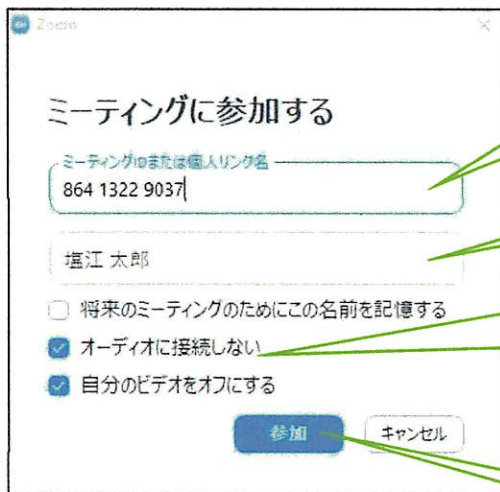 Zoom
ミーティングに参加する
ミーティングIDまたは個人リンク名
864 1322 9037
塩江 太郎
将来のミーティングのためにこの名前を記憶する
オーディオに接続しない
自分のビデオをオフにする
参加
キャンセル